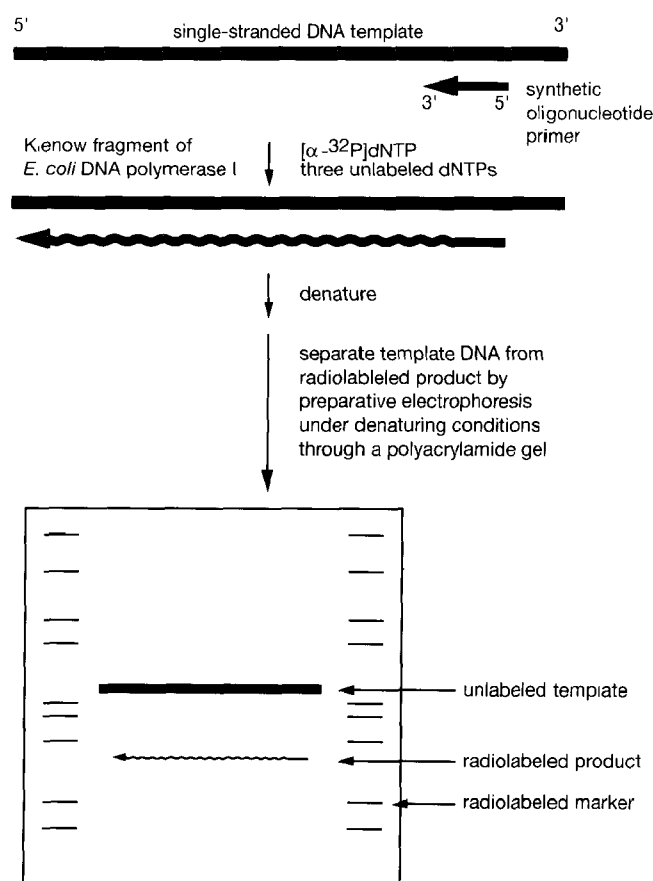 5' single-stranded DNA template 3'
3' 5' synthetic
oligonucleotide
primer
Klenow fragment of
E. coli DNA polymerase I
[α-32P]dNTP
three unlabeled dNTPs
denature
separate template DNA from
radiolableled product by
preparative electrophoresis
under denaturing conditions
through a polyacrylamide gel
unlabeled template
radiolabeled product
radiolabeled marker